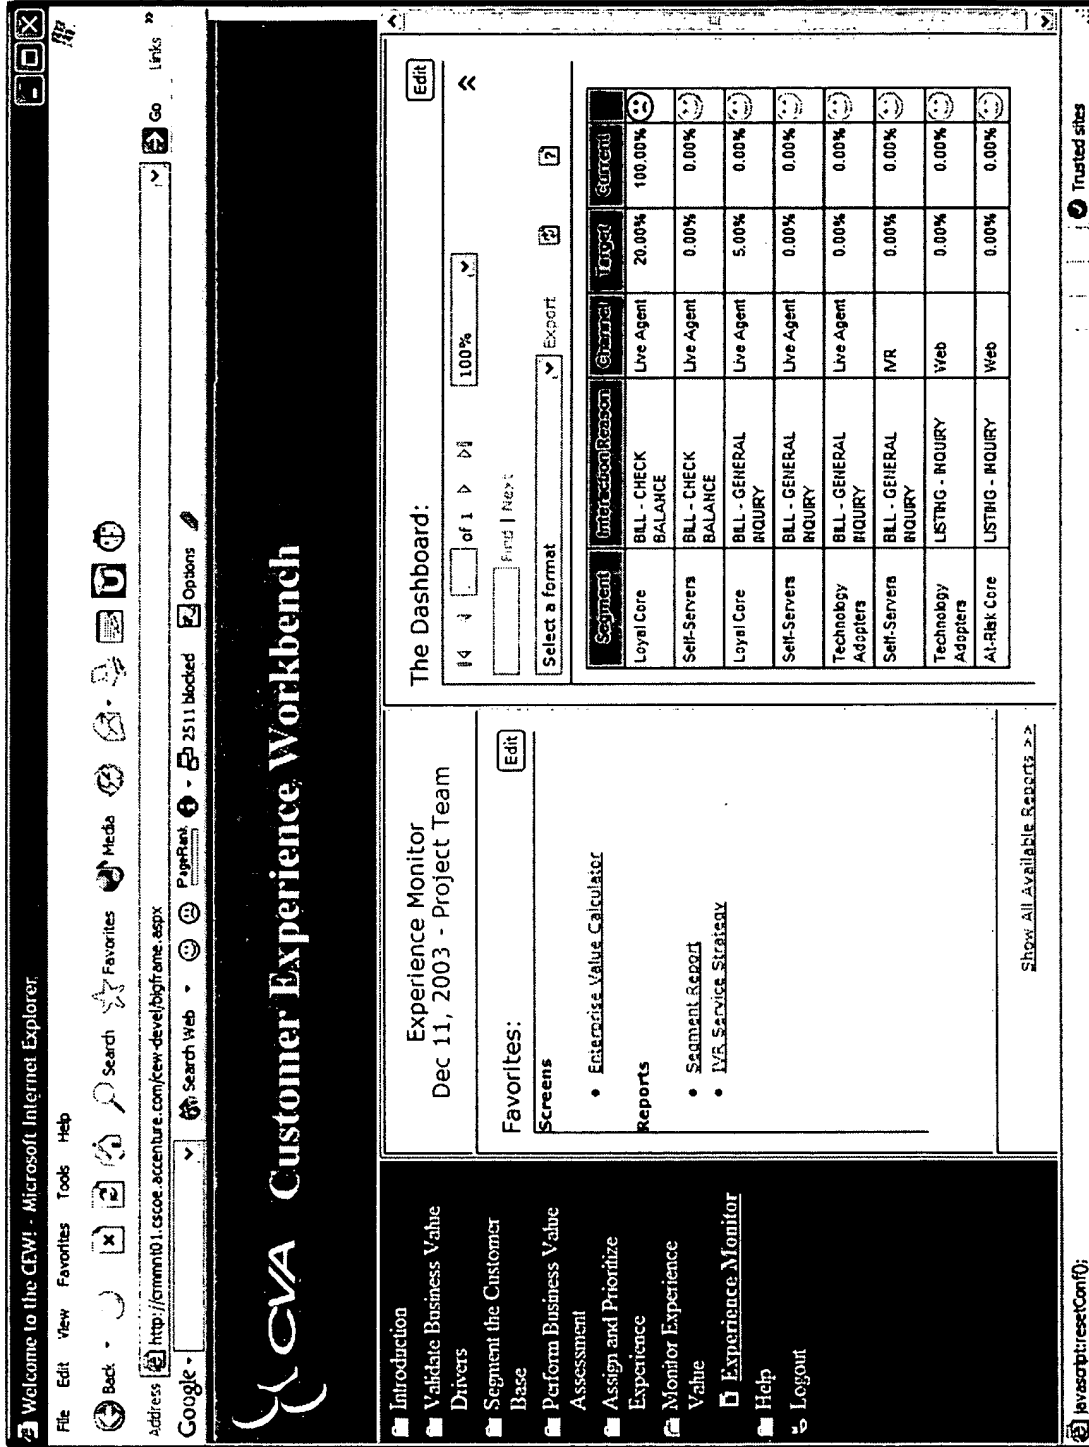 Welcome to the CEW! - Microsoft Internet Explorer
File Edit View Favorites Tools Help
Back Search Favorites Media
Address http://crmmnt01.cscoe.accenture.com/cew-devel/bigframe.aspx Go Links »
Google Search Web PageRank 2511 blocked Options
CVA Customer Experience Workbench
Introduction
Validate Business Value
Drivers
Segment the Customer
Base
Perform Business Value
Assessment
Assign and Prioritize
Experience
Monitor Experience
Value
Experience Monitor
Help
Logout
Experience Monitor
Dec 11, 2003 - Project Team
Favorites: Edit
Screens
• Enterprise Value Calculator
Reports
• Segment Report
• IVR Service Strategy
Show All Available Reports >>
The Dashboard: Edit
of 1 100%
Find | Next
Select a format Export
Segment Interaction Reason Channel Target Current
Loyal Core BILL - CHECK BALANCE Live Agent 20.00% 100.00%
Self-Servers BILL - CHECK BALANCE Live Agent 0.00% 0.00%
Loyal Core BILL - GENERAL INQUIRY Live Agent 5.00% 0.00%
Self-Servers BILL - GENERAL INQUIRY Live Agent 0.00% 0.00%
Technology Adopters BILL - GENERAL INQUIRY Live Agent 0.00% 0.00%
Self-Servers BILL - GENERAL INQUIRY IVR 0.00% 0.00%
Technology Adopters LISTING - INQUIRY Web 0.00% 0.00%
At-Risk Core LISTING - INQUIRY Web 0.00% 0.00%
javascript:resetConf(); Trusted sites